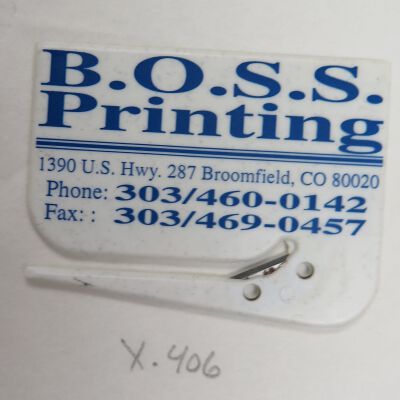 B.O.S.S.
Printing
1390 U.S. Hwy. 287 Broomfield, CO 80020
Phone: 303/460-0142
Fax: : 303/469-0457
X.406